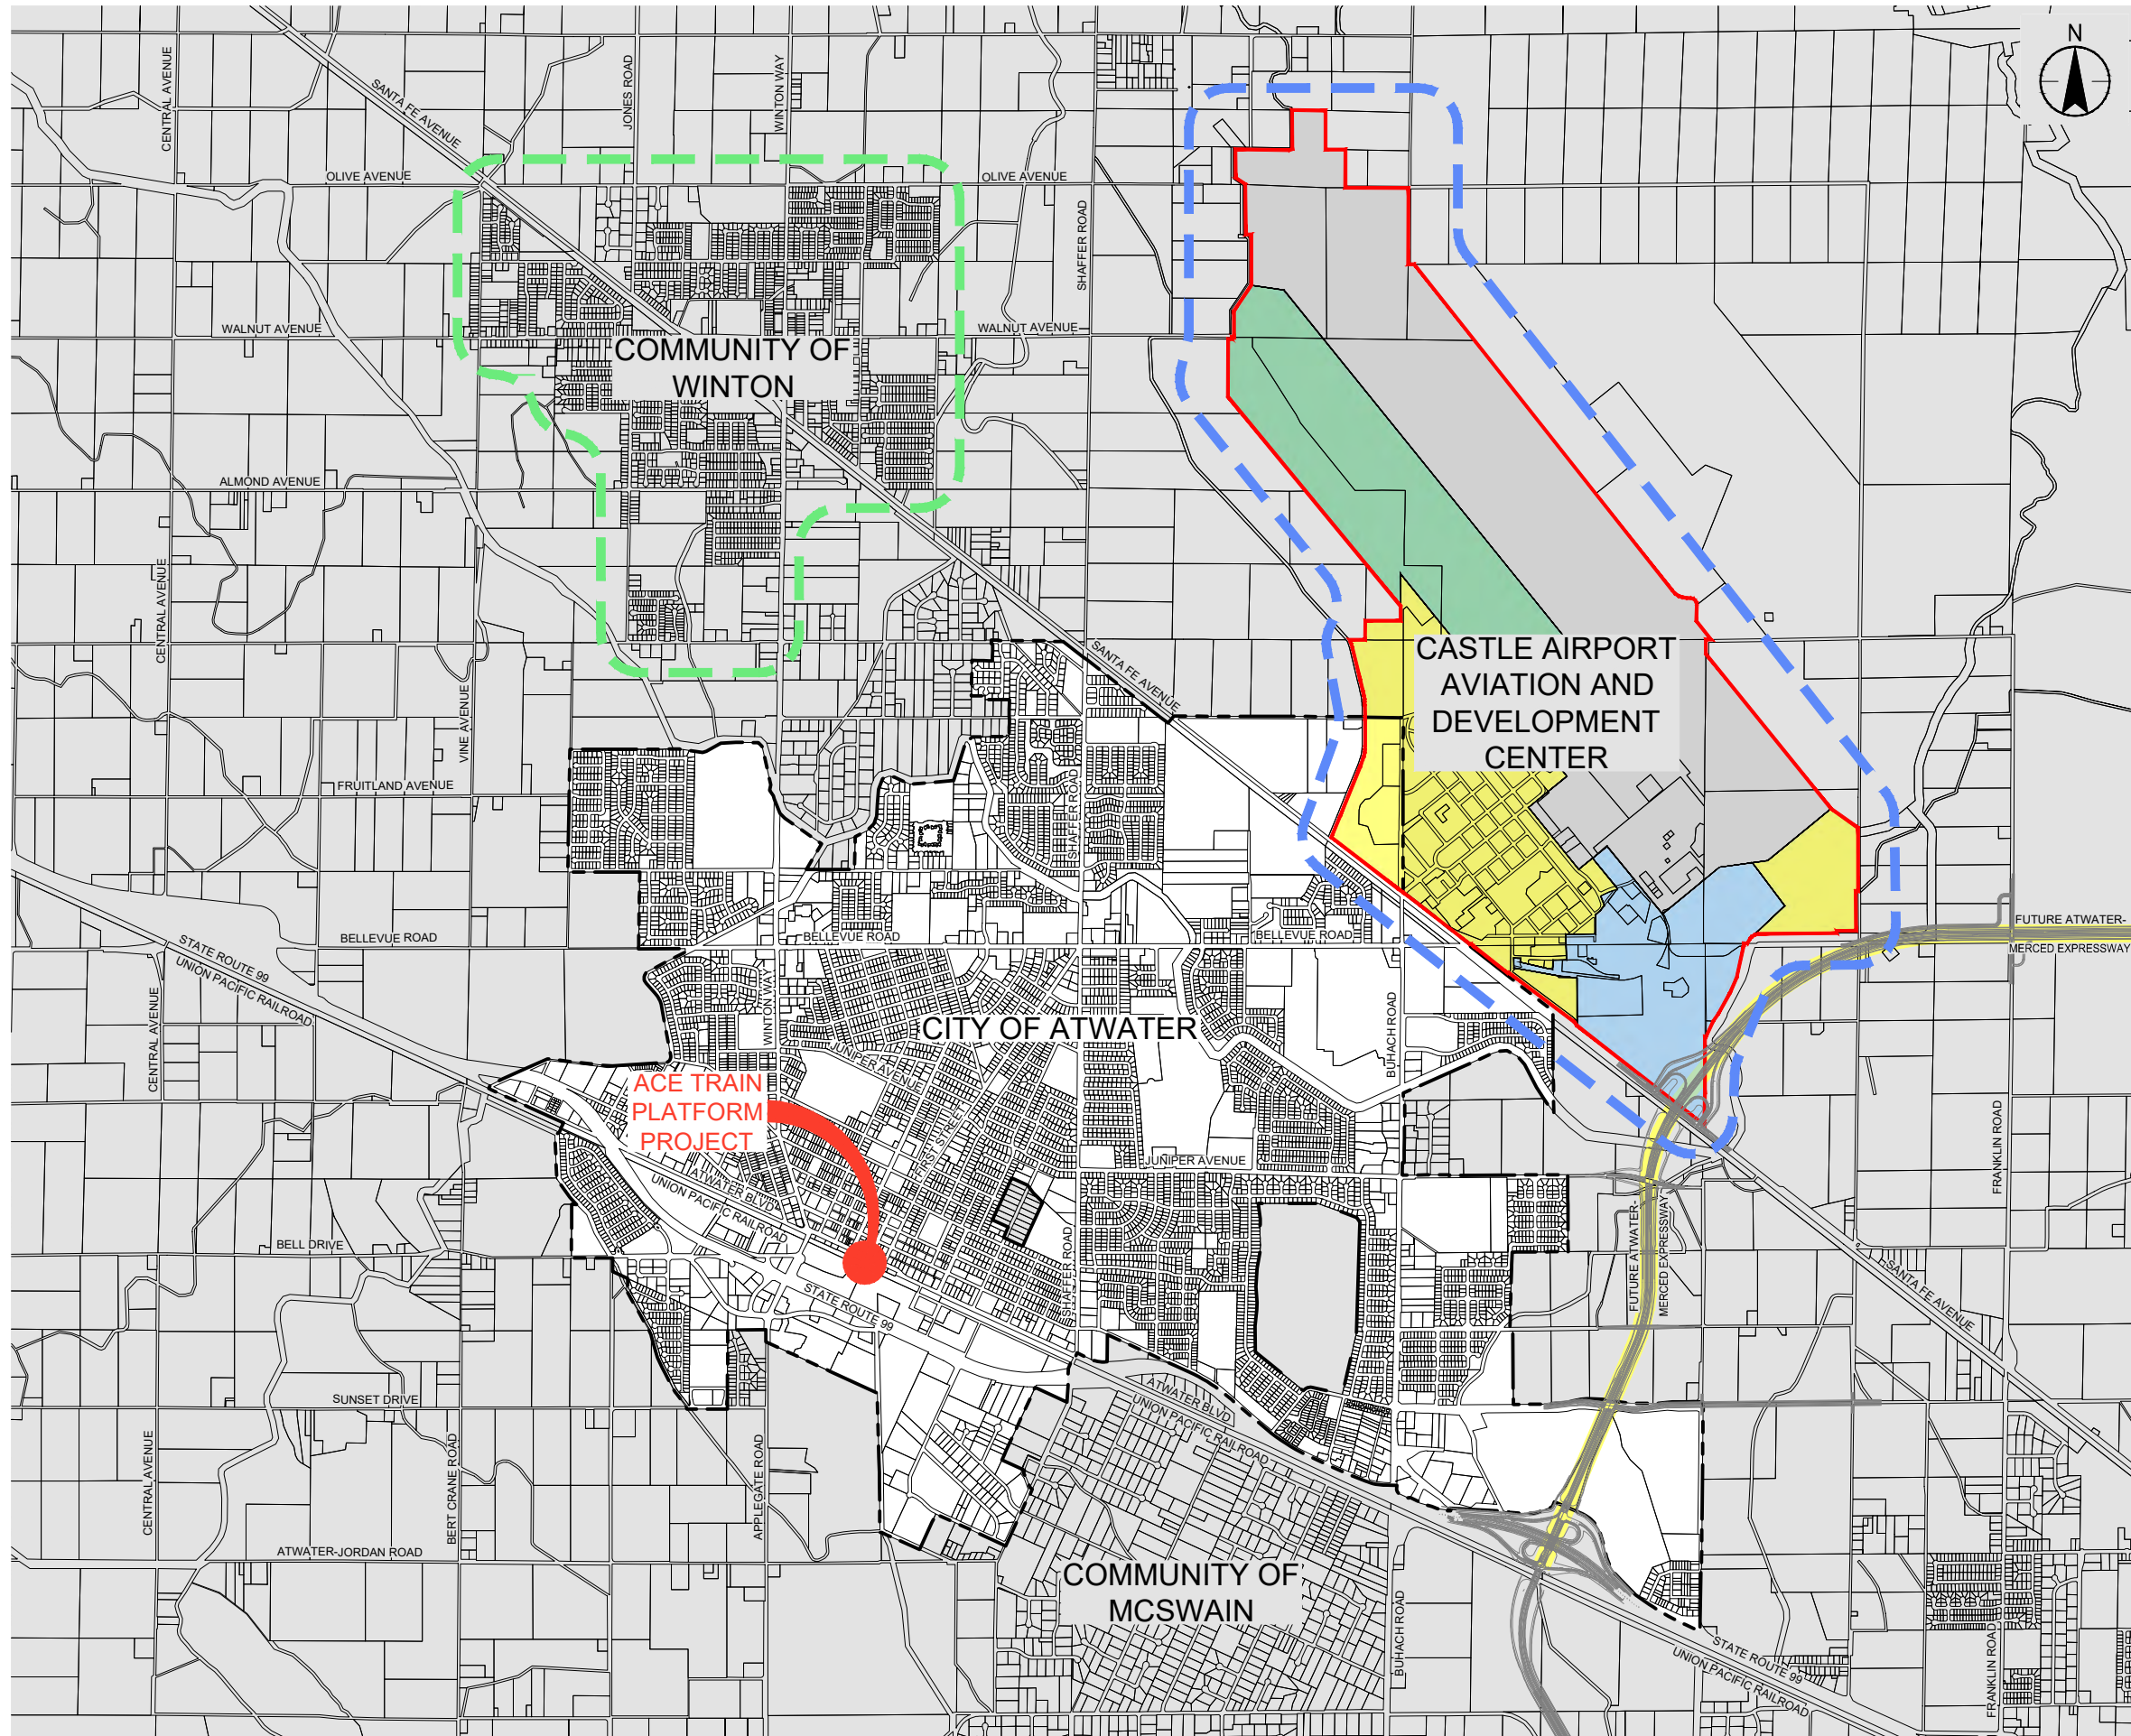 N
CENTRAL AVENUE
SANTA FE AVENUE
JONES ROAD
WINTON WAY
OLIVE AVENUE
OLIVE AVENUE
SHAFFER ROAD
WALNUT AVENUE
WALNUT AVENUE
COMMUNITY OF
WINTON
ALMOND AVENUE
CENTRAL AVENUE
VINE AVENUE
SANTA FE AVENUE
CASTLE AIRPORT
AVIATION AND
DEVELOPMENT
CENTER
FRUITLAND AVENUE
SHAFFER ROAD
STATE ROUTE 99
UNION PACIFIC RAILROAD
BELLEVUE ROAD
BELLEVUE ROAD
BELLEVUE ROAD
FUTURE ATWATER-
MERCED EXPRESSWAY
CENTRAL AVENUE
WINTON WAY
CITY OF ATWATER
BUHACH ROAD
JUNIPER AVENUE
FIRST STREET
ACE TRAIN
PLATFORM
PROJECT
ATWATER BLVD
UNION PACIFIC RAILROAD
JUNIPER AVENUE
FRANKLIN ROAD
BELL DRIVE
STATE ROUTE 99
SHAFFER ROAD
FUTURE ATWATER-
MERCED EXPRESSWAY
SANTA FE AVENUE
SUNSET DRIVE
ATWATER BLVD
UNION PACIFIC RAILROAD
CENTRAL AVENUE
BERT CRANE ROAD
APPLEGATE ROAD
ATWATER-JORDAN ROAD
COMMUNITY OF
MCSWAIN
BUHACH ROAD
STATE ROUTE 99
UNION PACIFIC RAILROAD
FRANKLIN ROAD